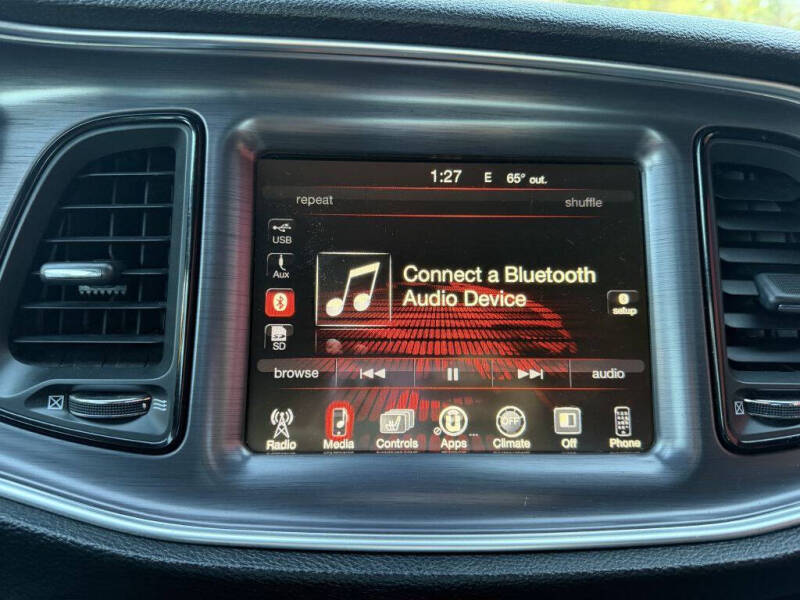 1:27 E 65° out.
repeat shuffle
USB
Aux
Connect a Bluetooth
Audio Device
setup
SD
browse audio
OFF
Radio Media Controls Apps Climate Off Phone